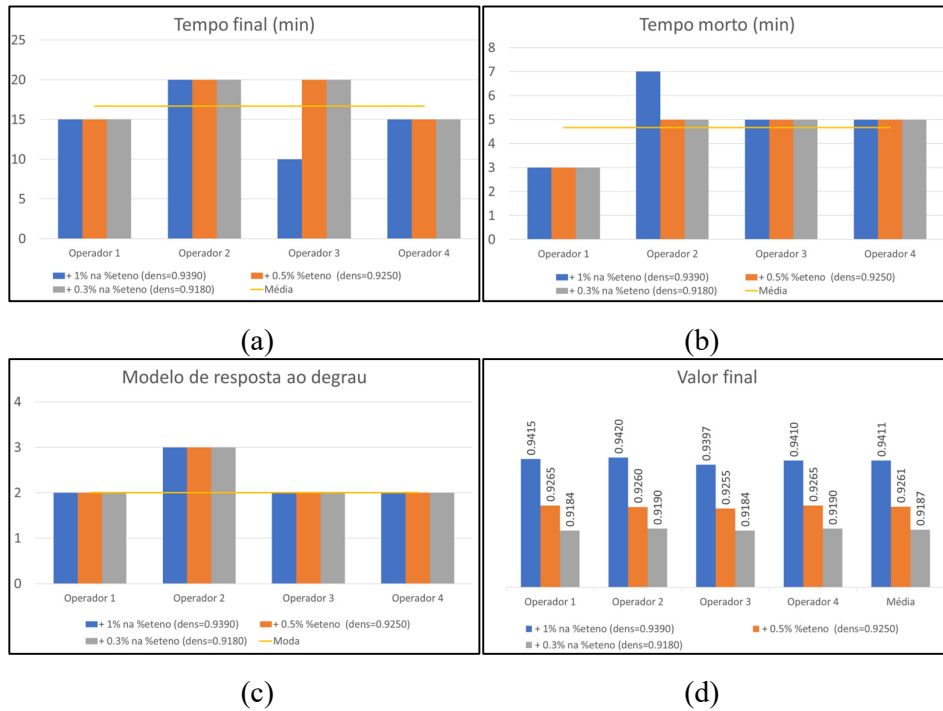 Tempo final (min)
25
20
15
10
5
0
Operador 1 Operador 2 Operador 3 Operador 4
+ 1% na %eteno (dens=0.9390) + 0.5% %eteno (dens=0.9250)
+ 0.3% na %eteno (dens=0.9180) Média
(a)
Tempo morto (min)
8
7
6
5
4
3
2
1
0
Operador 1 Operador 2 Operador 3 Operador 4
+ 1% na %eteno (dens=0.9390) + 0.5% %eteno (dens=0.9250)
+ 0.3% na %eteno (dens=0.9180) Média
(b)
Modelo de resposta ao degrau
4
3
2
1
0
Operador 1 Operador 2 Operador 3 Operador 4
+ 1% na %eteno (dens=0.9390) + 0.5% %eteno (dens=0.9250)
+ 0.3% na %eteno (dens=0.9180) Moda
(c)
Valor final
0.9415 0.9265 0.9184 0.9420 0.9260 0.9190 0.9397 0.9255 0.9184 0.9410 0.9265 0.9190 0.9411 0.9261 0.9187
Operador 1 Operador 2 Operador 3 Operador 4 Média
+ 1% na %eteno (dens=0.9390) + 0.5% %eteno (dens=0.9250)
+ 0.3% na %eteno (dens=0.9180)
(d)